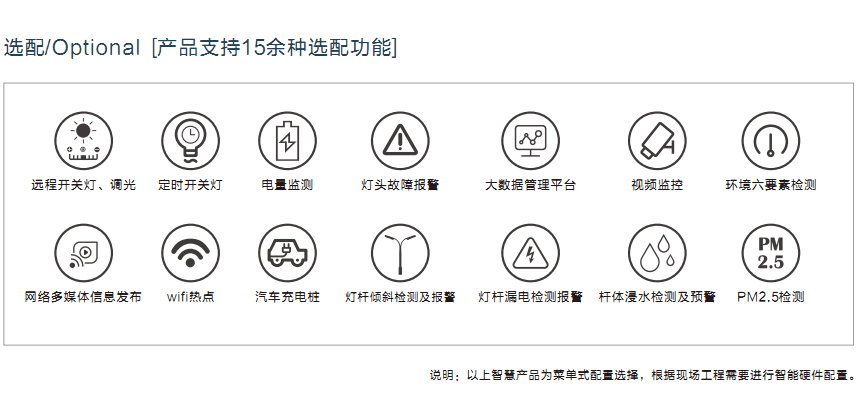 选配/Optional [产品支持15余种选配功能]
远程开关灯、调光 定时开关灯 电量监测 灯头故障报警 大数据管理平台 视频监控 环境六要素检测
PM
2.5
网络多媒体信息发布 wifi热点 汽车充电桩 灯杆倾斜检测及报警 灯杆漏电检测报警 杆体浸水检测及预警 PM2.5检测
说明：以上智慧产品为菜单式配置选择，根据现场工程需要进行智能硬件配置。